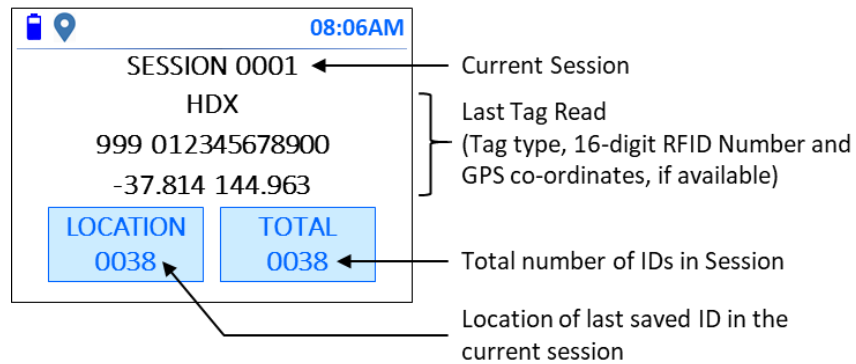 08:06AM
SESSION 0001
Current Session
HDX
999 012345678900
-37.814 144.963
Last Tag Read
(Tag type, 16-digit RFID Number and
GPS co-ordinates, if available)
LOCATION
0038
TOTAL
0038
Total number of IDs in Session
Location of last saved ID in the
current session